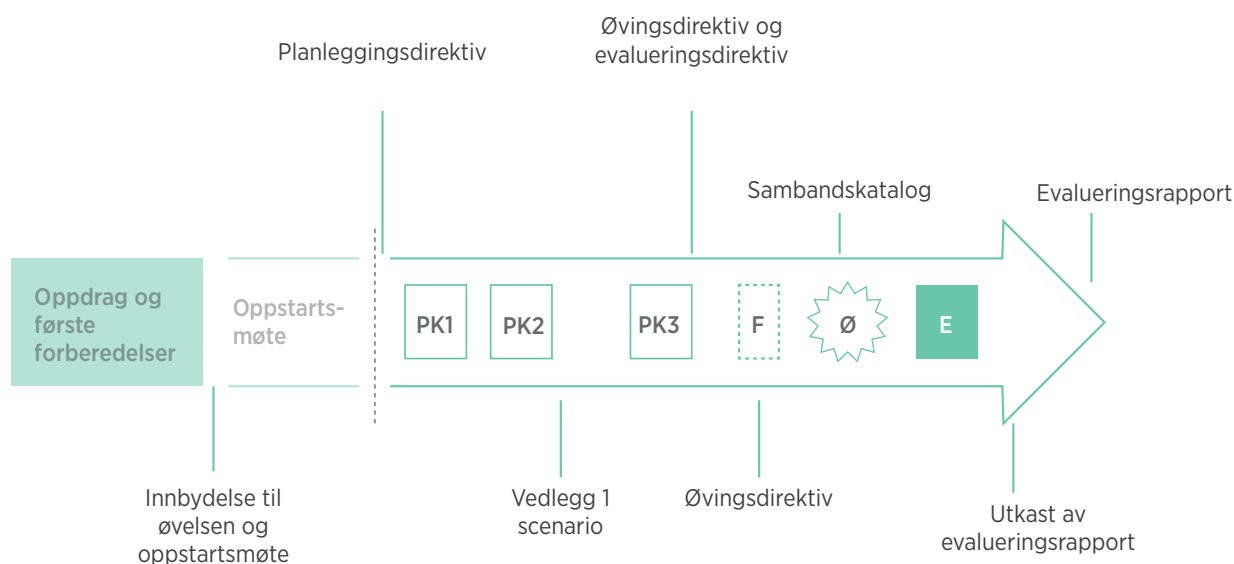 Øvingsdirektiv og
evalueringsdirektiv
Planleggingsdirektiv
Sambandskatalog
Evalueringsrapport
Oppdrag og
første
forberedelser
Oppstarts-
møte
PK1
PK2
PK3
F
Ø
E
Innbydelse til
øvelsen og
oppstartsmøte
Vedlegg 1
scenario
Øvingsdirektiv
Utkast av
evalueringsrapport